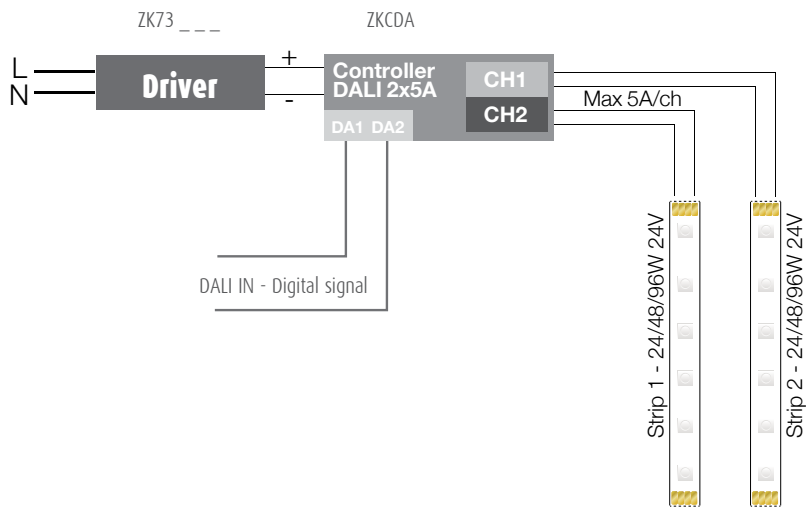 ZK73 _ _ _
ZKCDA
L
N
Driver
+
-
Controller
DALI 2x5A
CH1
CH2
DA1 DA2
Max 5A/ch
DALI IN - Digital signal
Strip 1 - 24/48/96W 24V
Strip 2 - 24/48/96W 24V